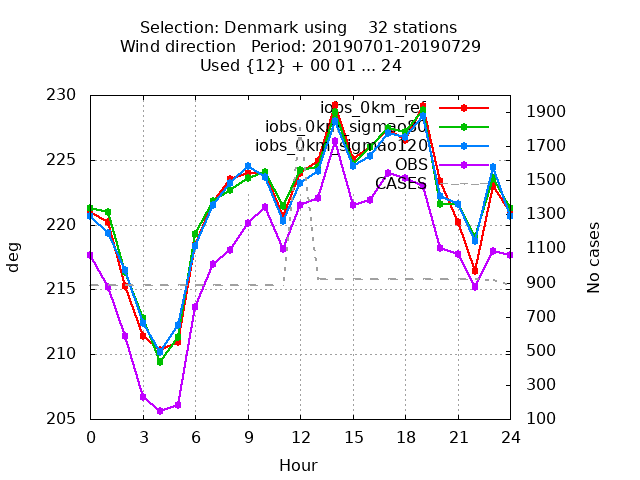 Selection: Denmark using    32 stations
Wind direction   Period: 20190701-20190729
Used {12} + 00 01 ... 24
iobs_0km_ref
iobs_0km_sigmao80
iobs_0km_sigmao120
OBS
CASES
230
225
220
215
210
205
deg
1900
1700
1500
1300
1100
900
700
500
300
100
No cases
0 3 6 9 12 15 18 21 24
Hour